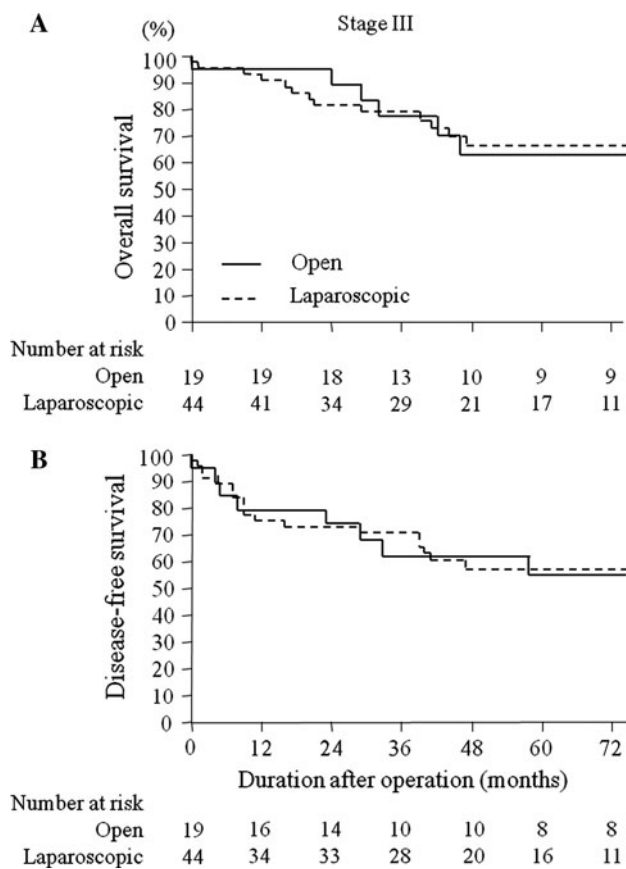 A
(%)
Stage III
Overall survival
100
90
80
70
60
50
40
30
20
10
0
Open
Laparoscopic
Number at risk
Open 19 19 18 13 10 9 9
Laparoscopic 44 41 34 29 21 17 11
B
Disease-free survival
100
90
80
70
60
50
40
30
20
10
0
0 12 24 36 48 60 72
Duration after operation (months)
Number at risk
Open 19 16 14 10 10 8 8
Laparoscopic 44 34 33 28 20 16 11